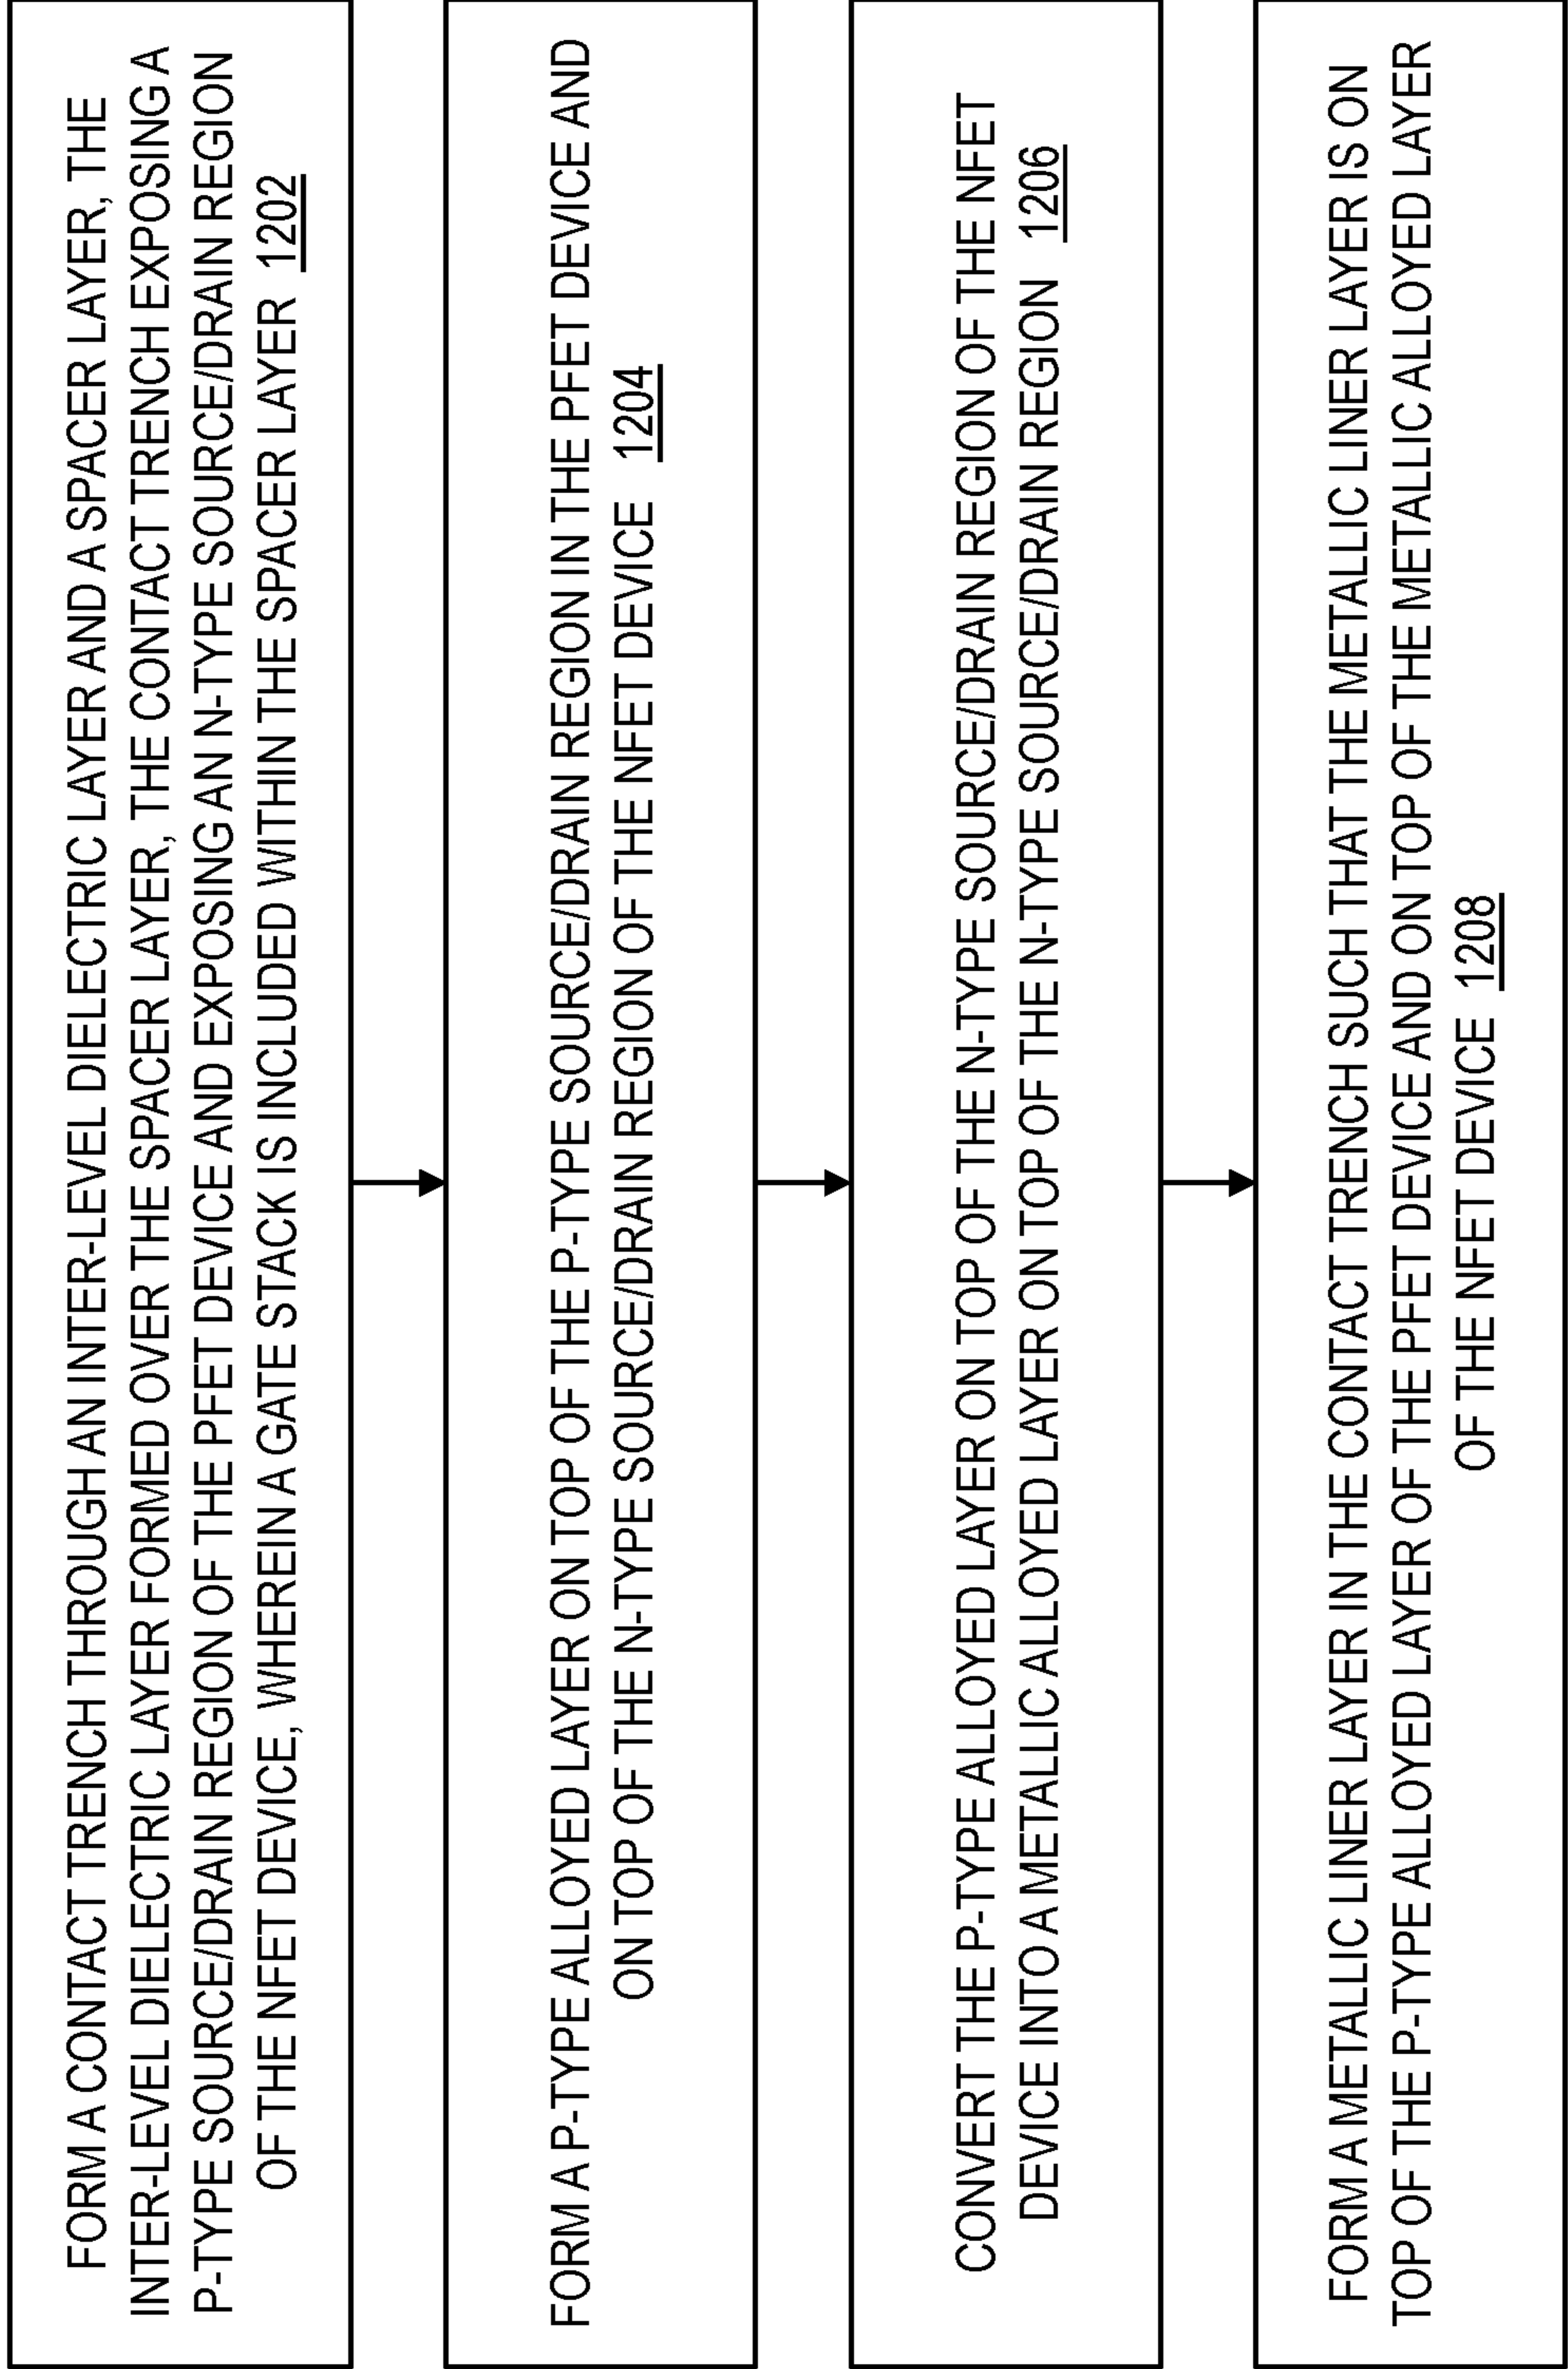 FORM A CONTACT TRENCH THROUGH AN INTER-LEVEL DIELECTRIC LAYER AND A SPACER LAYER, THE
INTER-LEVEL DIELECTRIC LAYER FORMED OVER THE SPACER LAYER, THE CONTACT TRENCH EXPOSING A
P-TYPE SOURCE/DRAIN REGION OF THE PFET DEVICE AND EXPOSING AN N-TYPE SOURCE/DRAIN REGION
OF THE NFET DEVICE, WHEREIN A GATE STACK IS INCLUDED WITHIN THE SPACER LAYER 1202
FORM A P-TYPE ALLOYED LAYER ON TOP OF THE P-TYPE SOURCE/DRAIN REGION IN THE PFET DEVICE AND
ON TOP OF THE N-TYPE SOURCE/DRAIN REGION OF THE NFET DEVICE 1204
CONVERT THE P-TYPE ALLOYED LAYER ON TOP OF THE N-TYPE SOURCE/DRAIN REGION OF THE NFET
DEVICE INTO A METALLIC ALLOYED LAYER ON TOP OF THE N-TYPE SOURCE/DRAIN REGION 1206
FORM A METALLIC LINER LAYER IN THE CONTACT TRENCH SUCH THAT THE METALLIC LINER LAYER IS ON
TOP OF THE P-TYPE ALLOYED LAYER OF THE PFET DEVICE AND ON TOP OF THE METALLIC ALLOYED LAYER
OF THE NFET DEVICE 1208